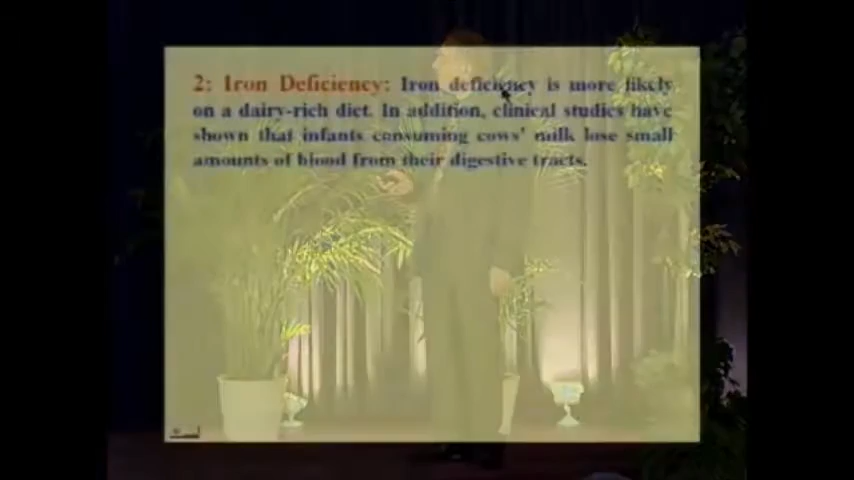 2: Iron Deficiency: Iron deficiency is more likely
on a dairy-rich diet. In addition, clinical studies have
shown that infants consuming cows' milk lose small
amounts of blood from their digestive tracts.